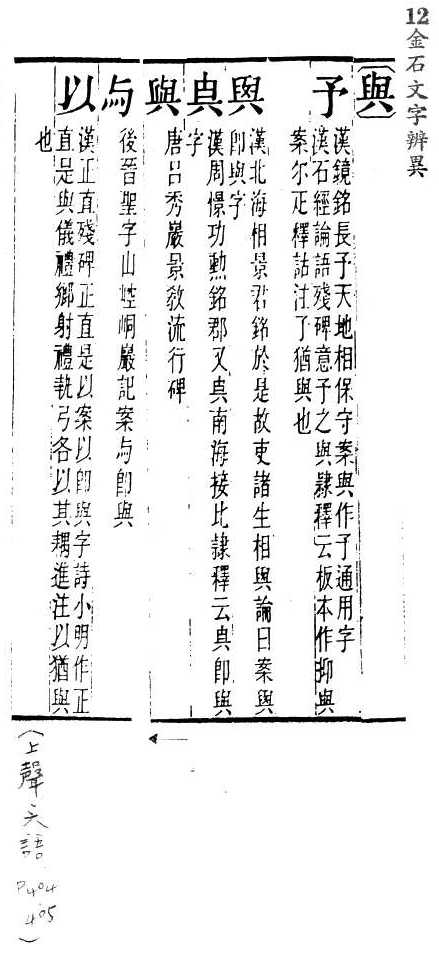 12金石文字辨異
(與)
予
漢鏡銘長予天地相保守案與作予通用字
漢石經論語殘碑意予之與隸釋云板本作抑與
案尔疋釋詁注予猶與也
與
漢北海相景君銘於是故吏諸生相與論曰案與
即與字
漢周憬功勳銘郡又真南海接比隸釋云真即與
字
與
唐呂秀巖景教流行碑
与
後晉聖字山崆峒巖記案与即與
以
漢正直殘碑正直是以案以即與字詩小明作正
直是與儀禮鄉射禮執弓各以其耦進注以猶與
也
(上聲六語
P404
405)